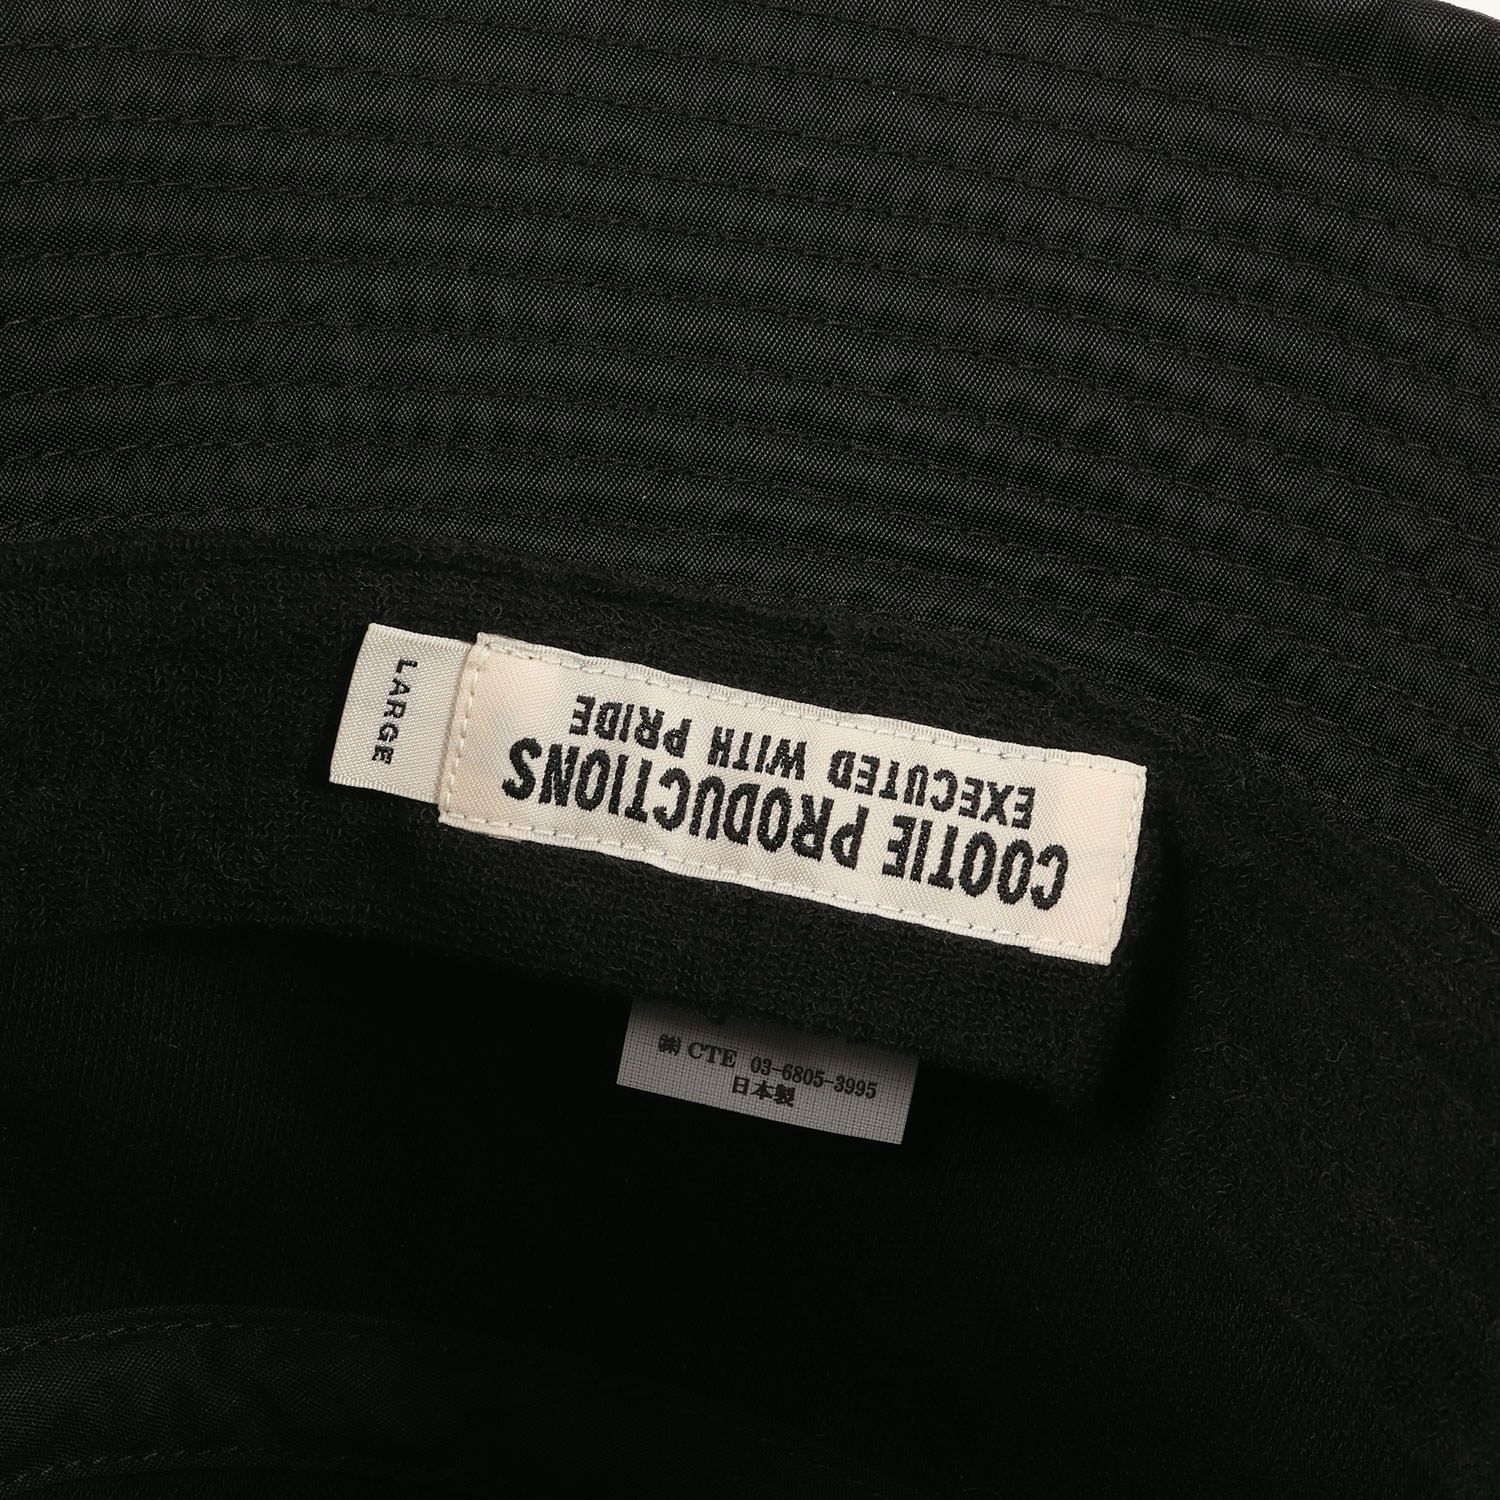 COOTIE PRODUCTIONS
EXECUTED WITH PRIDE
LARGE
㈱ CTE 03-6805-3995
日本製